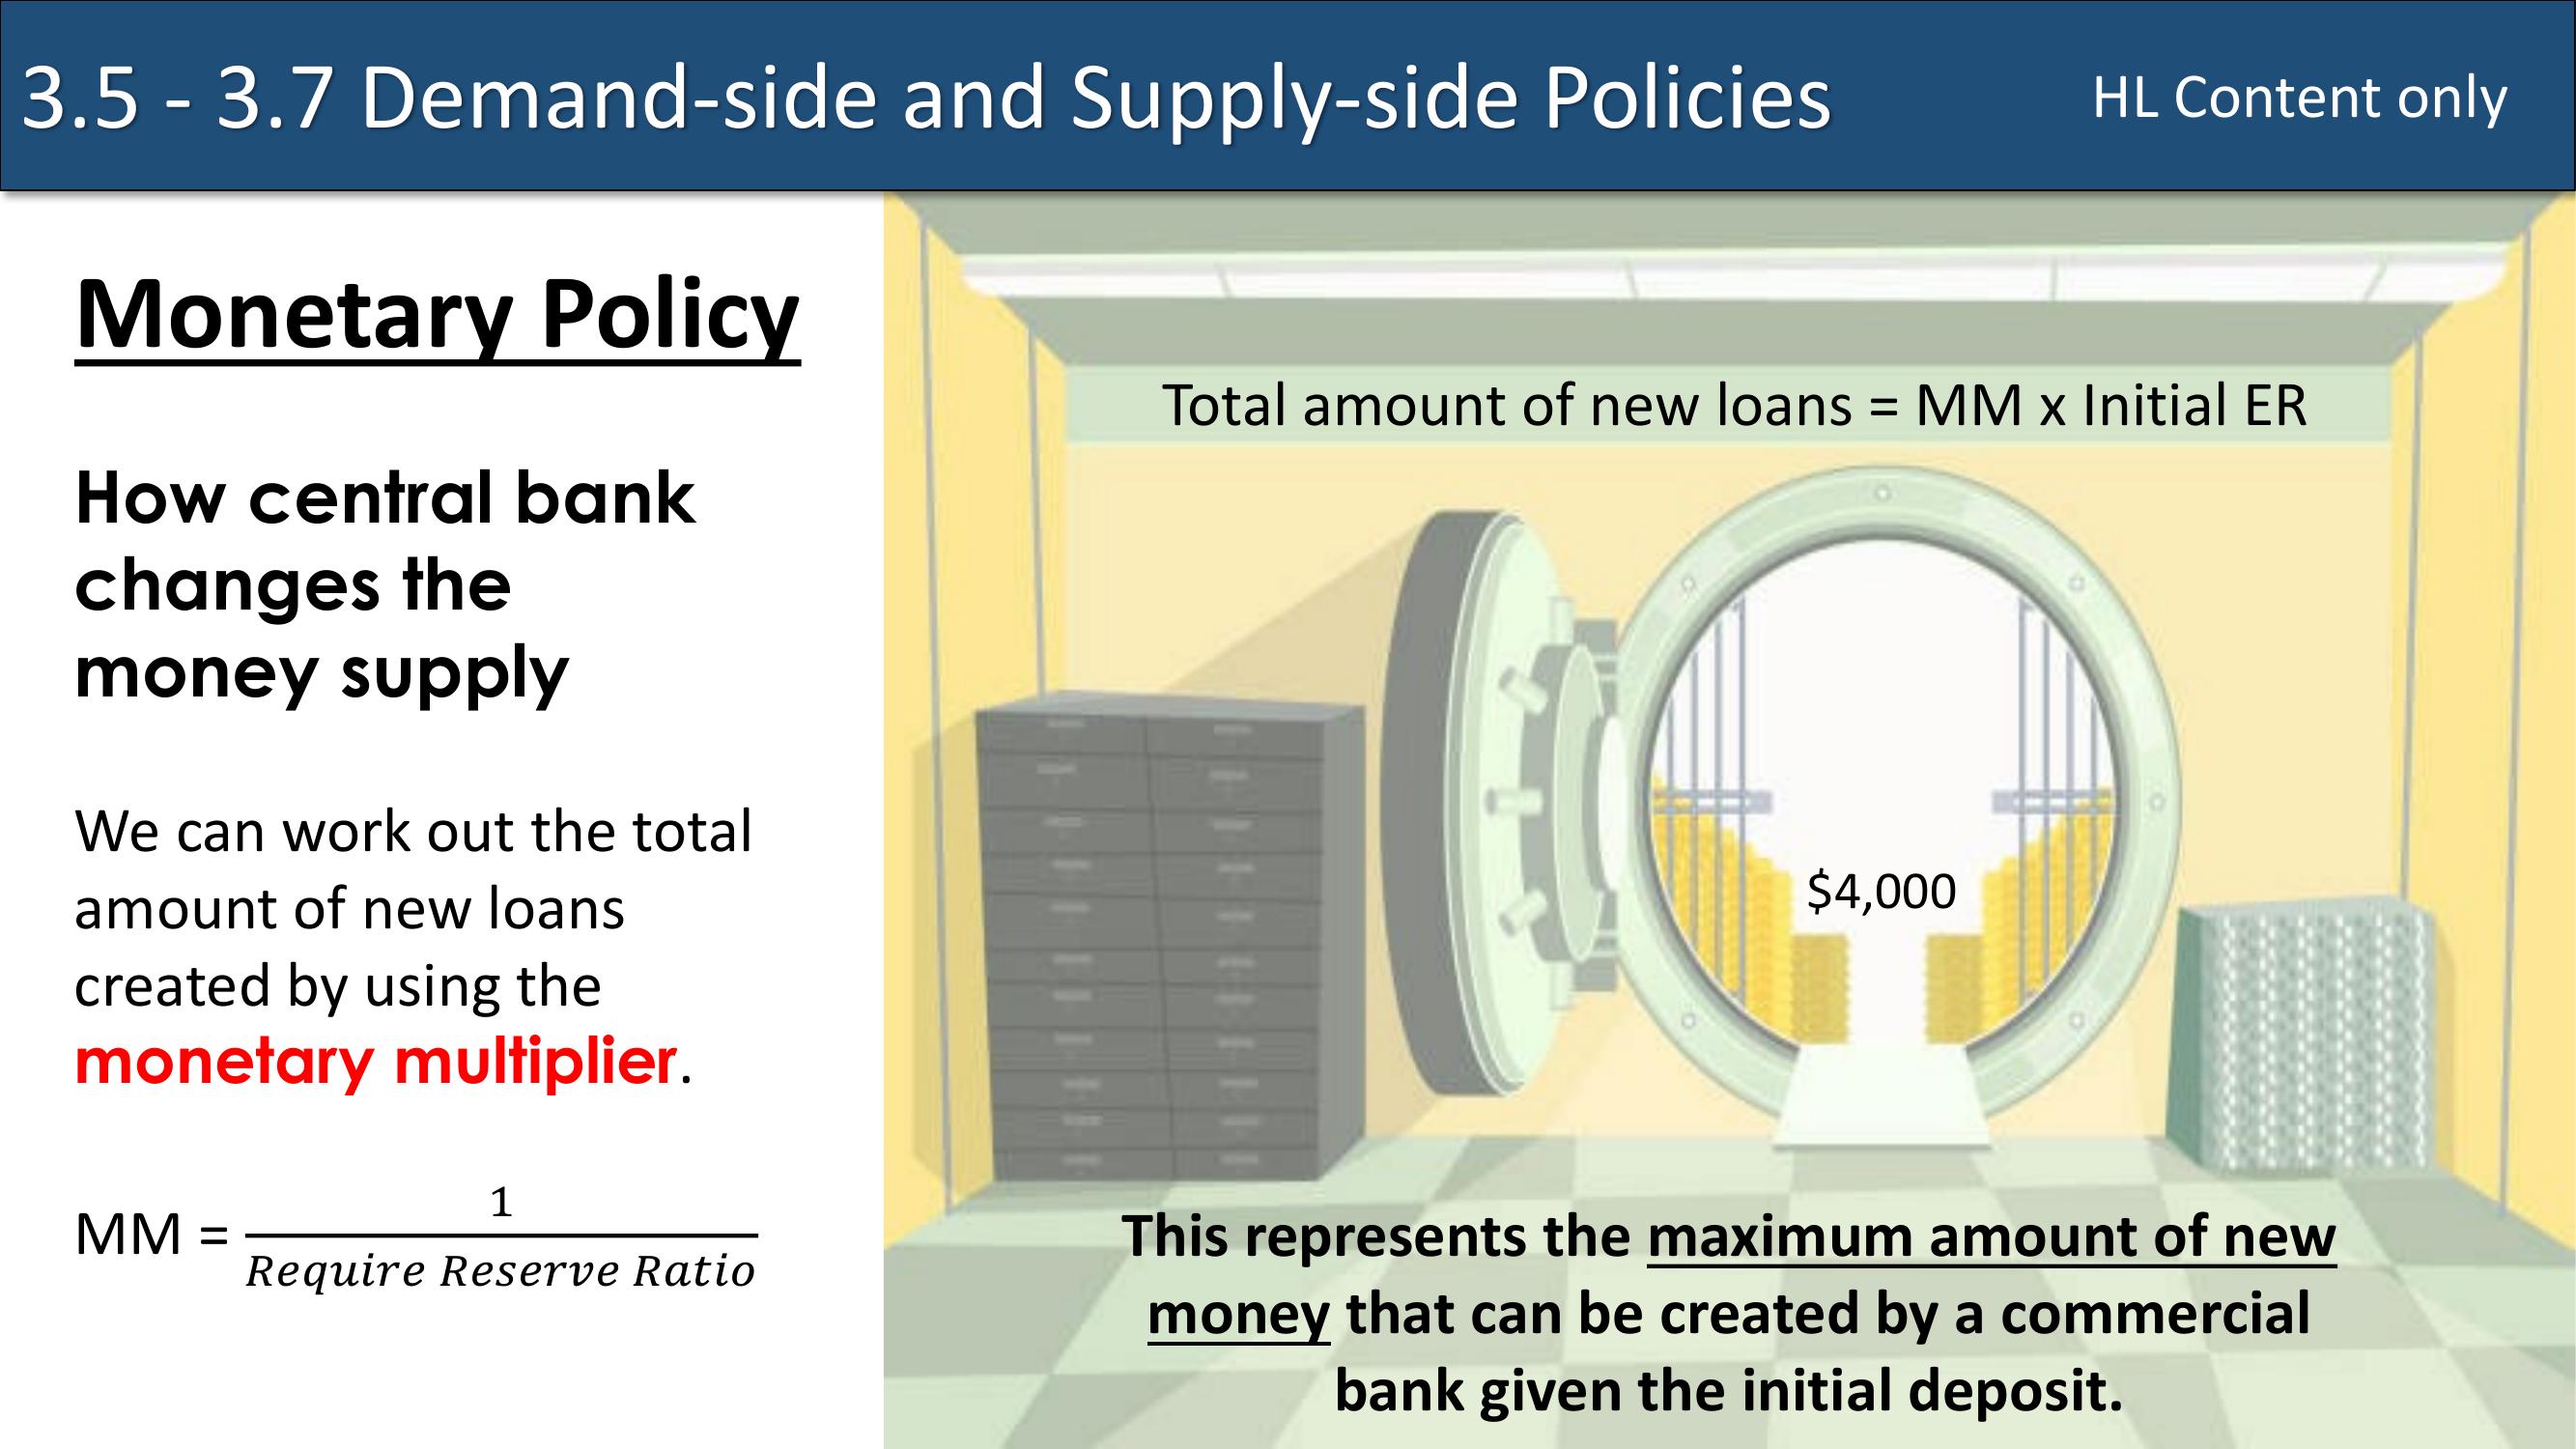 3.5 - 3.7 Demand-side and Supply-side Policies
HL Content only
Monetary Policy
How central bank
changes the
money supply
We can work out the total
amount of new loans
created by using the
monetary multiplier.
MM = 1 / Require Reserve Ratio
Total amount of new loans = MM x Initial ER
$4,000
This represents the maximum amount of new
money that can be created by a commercial
bank given the initial deposit.